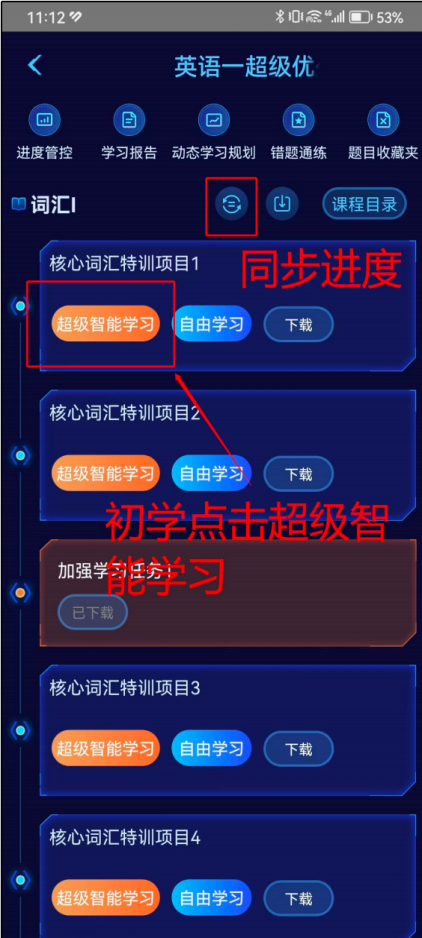 11:12
53%
英语一超级优
进度管控
学习报告
动态学习规划
错题通练
题目收藏夹
词汇I
课程目录
核心词汇特训项目1
同步进度
超级智能学习
自由学习
下载
核心词汇特训项目2
超级智能学习
自由学习
下载
初学点击超级智
能学习
加强学习任务1
已下载
核心词汇特训项目3
超级智能学习
自由学习
下载
核心词汇特训项目4
超级智能学习
自由学习
下载